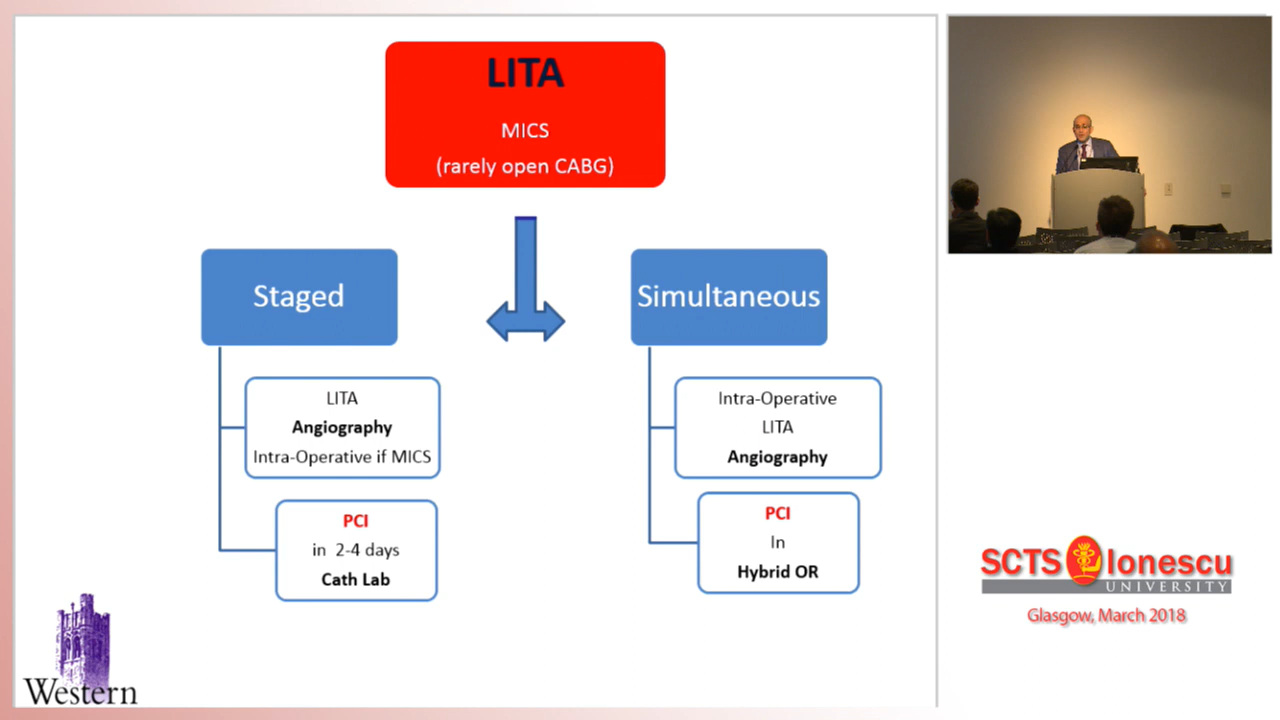 LITA
MICS
(rarely open CABG)
Staged
LITA
Angiography
Intra-Operative if MICS
PCI
in 2-4 days
Cath Lab
Simultaneous
Intra-Operative
LITA
Angiography
PCI
In
Hybrid OR
Western
SCTS Ionescu
UNIVERSITY
Glasgow, March 2018